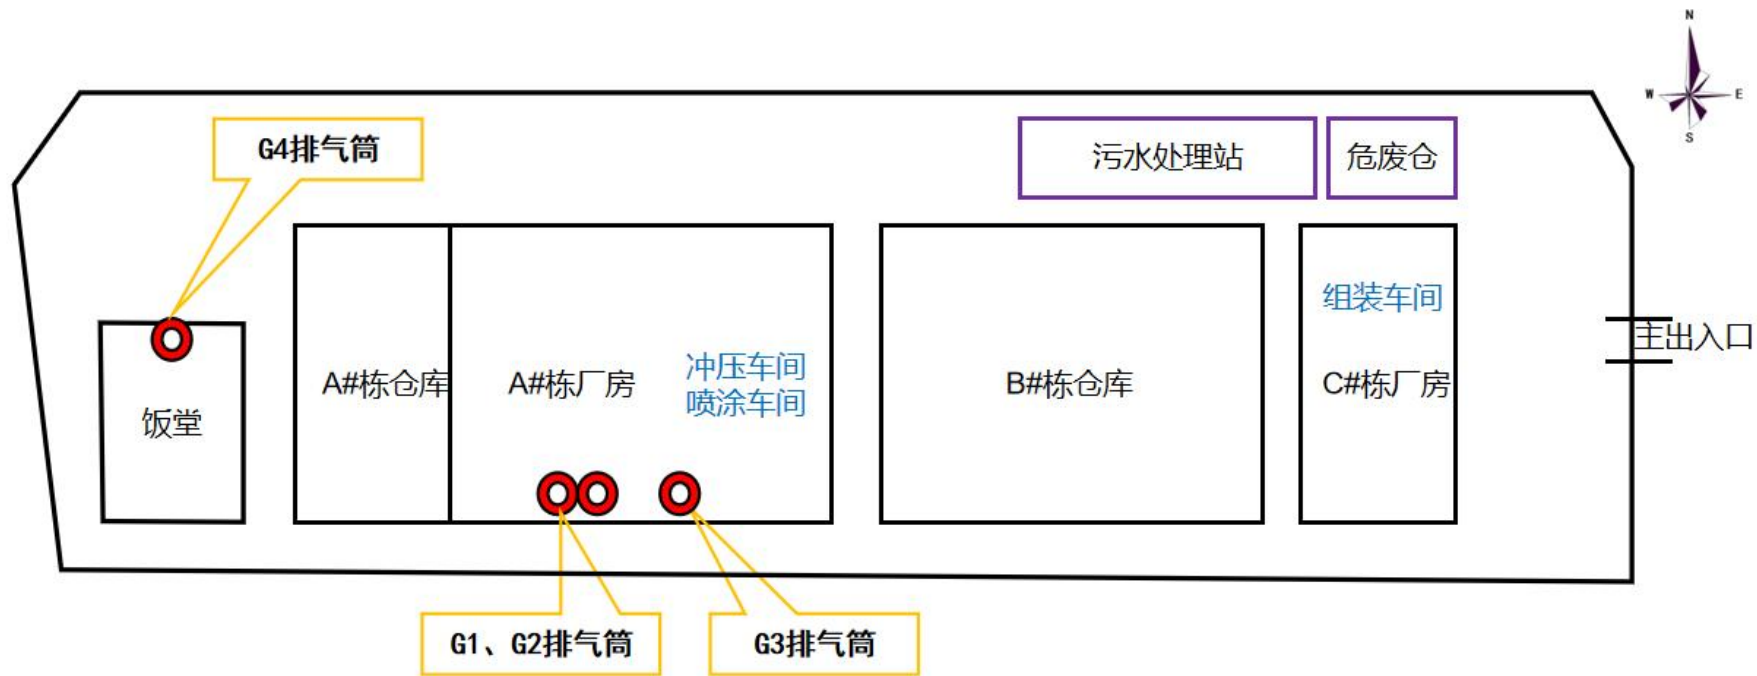 N
W
E
S
G4排气筒
污水处理站
危废仓
组装车间
主出入口
冲压车间
喷涂车间
A#栋仓库
A#栋厂房
B#栋仓库
C#栋厂房
饭堂
G1、G2排气筒
G3排气筒